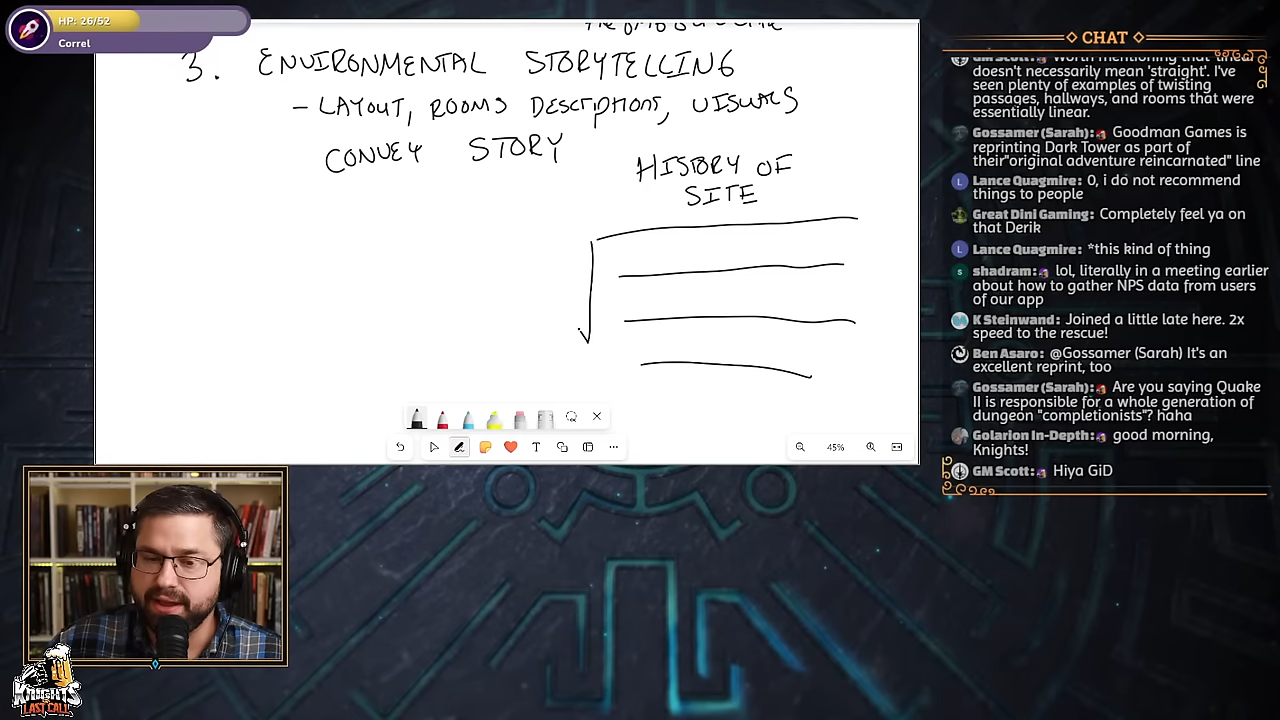 HP: 26/52
Correl
3. ENVIRONMENTAL STORYTELLING
- LAYOUT, ROOMS DESCRIPTIONS, VISUALS
CONVEY STORY
HISTORY OF
SITE
45%
CHAT
GM Scott: Worth mentioning that
doesn't necessarily mean 'straight'. I've
seen plenty of examples of twisting
passages, hallways, and rooms that were
essentially linear.
Gossamer (Sarah): Goodman Games is
reprinting Dark Tower as part of
their"original adventure reincarnated" line
Lance Quagmire: O, i do not recommend
things to people
Great Dini Gaming: Completely feel ya on
that Derik
Lance Quagmire: *this kind of thing
shadram: lol, literally in a meeting earlier
about how to gather NPS data from users
of our app
K Steinwand: Joined a little late here. 2x
speed to the rescue!
Ben Asaro: @Gossamer (Sarah) It's an
excellent reprint, too
Gossamer (Sarah): Are you saying Quake
II is responsible for a whole generation of
dungeon "completionists"? haha
Golarion In-Depth: good morning,
Knights!
GM Scott: Hiya GiD
KNIGHTS
LAST CALL